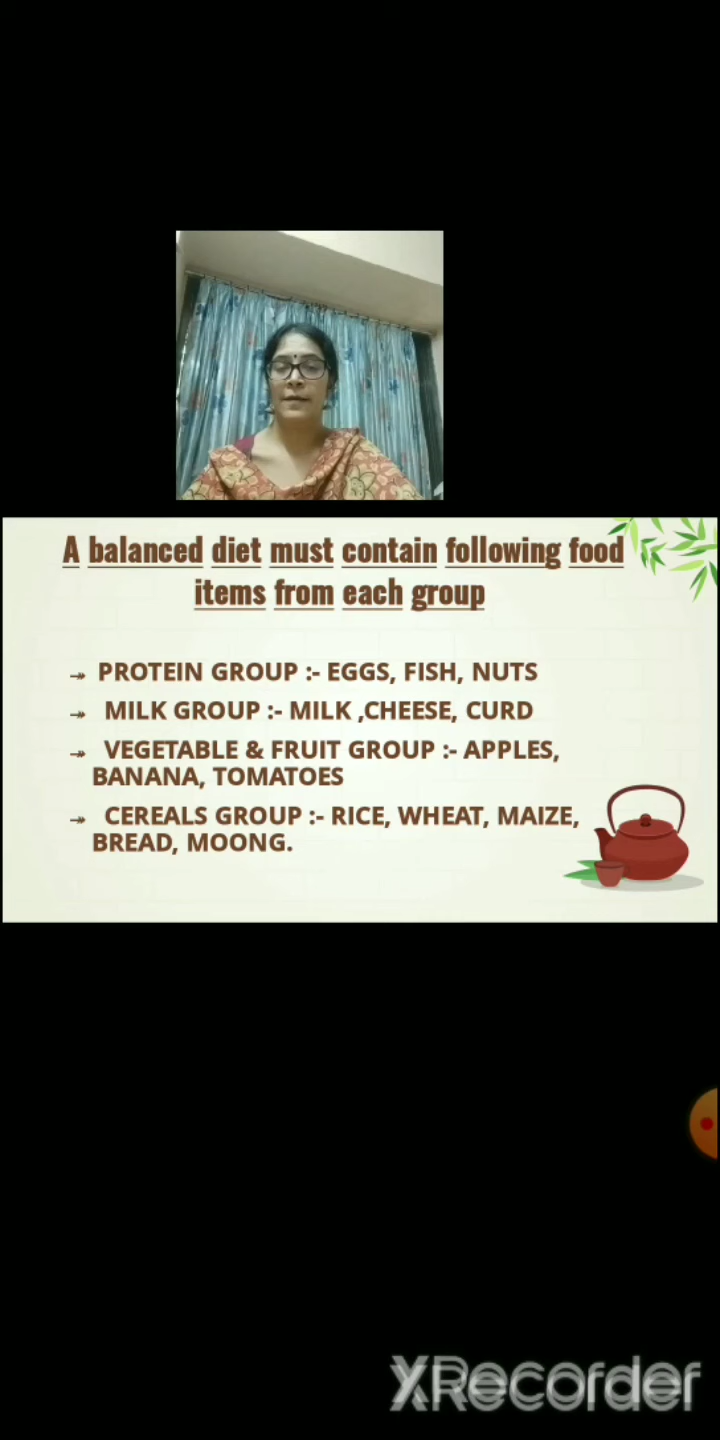 A balanced diet must contain following food
items from each group
→ PROTEIN GROUP :- EGGS, FISH, NUTS
→ MILK GROUP :- MILK ,CHEESE, CURD
→ VEGETABLE & FRUIT GROUP :- APPLES,
BANANA, TOMATOES
→ CEREALS GROUP :- RICE, WHEAT, MAIZE,
BREAD, MOONG.
XRecorder